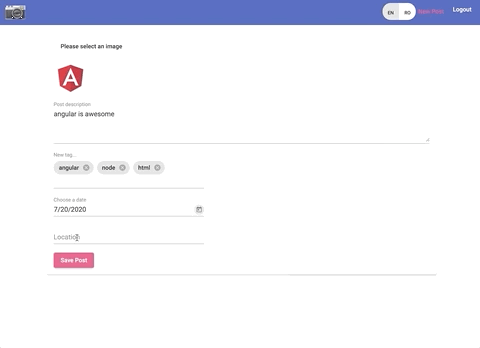 EN
RO
New Post
Logout
Please select an image
A
Post description
angular is awesome
New tag...
angular
node
html
Choose a date
7/20/2020
Location
Save Post